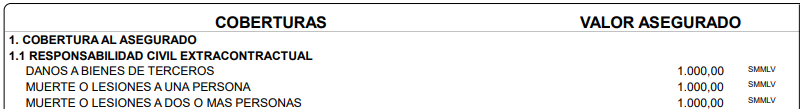 COBERTURAS VALOR ASEGURADO
1. COBERTURA AL ASEGURADO
1.1 RESPONSABILIDAD CIVIL EXTRACONTRACTUAL
DANOS A BIENES DE TERCEROS 1.000,00 SMMLV
MUERTE O LESIONES A UNA PERSONA 1.000,00 SMMLV
MUERTE O LESIONES A DOS O MAS PERSONAS 1.000,00 SMMLV